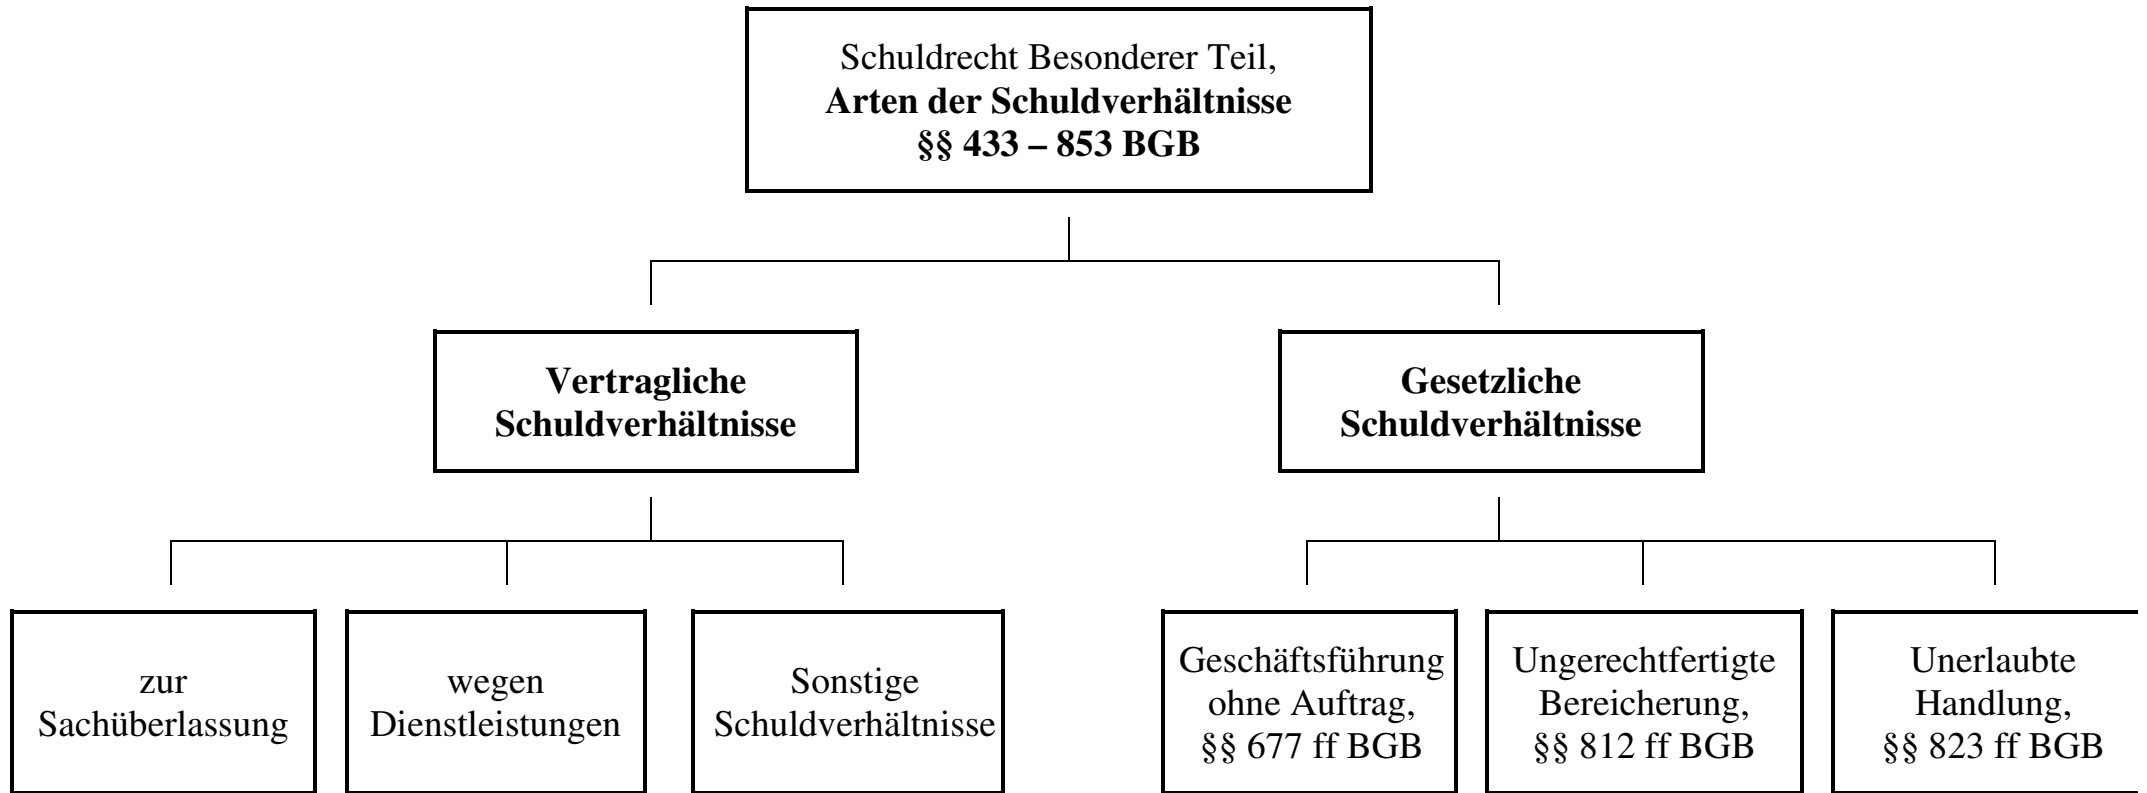 Schuldrecht Besonderer Teil,
Arten der Schuldverhältnisse
§§ 433 – 853 BGB
Vertragliche
Schuldverhältnisse
Gesetzliche
Schuldverhältnisse
zur
Sachüberlassung
wegen
Dienstleistungen
Sonstige
Schuldverhältnisse
Geschäftsführung
ohne Auftrag,
§§ 677 ff BGB
Ungerechtfertigte
Bereicherung,
§§ 812 ff BGB
Unerlaubte
Handlung,
§§ 823 ff BGB